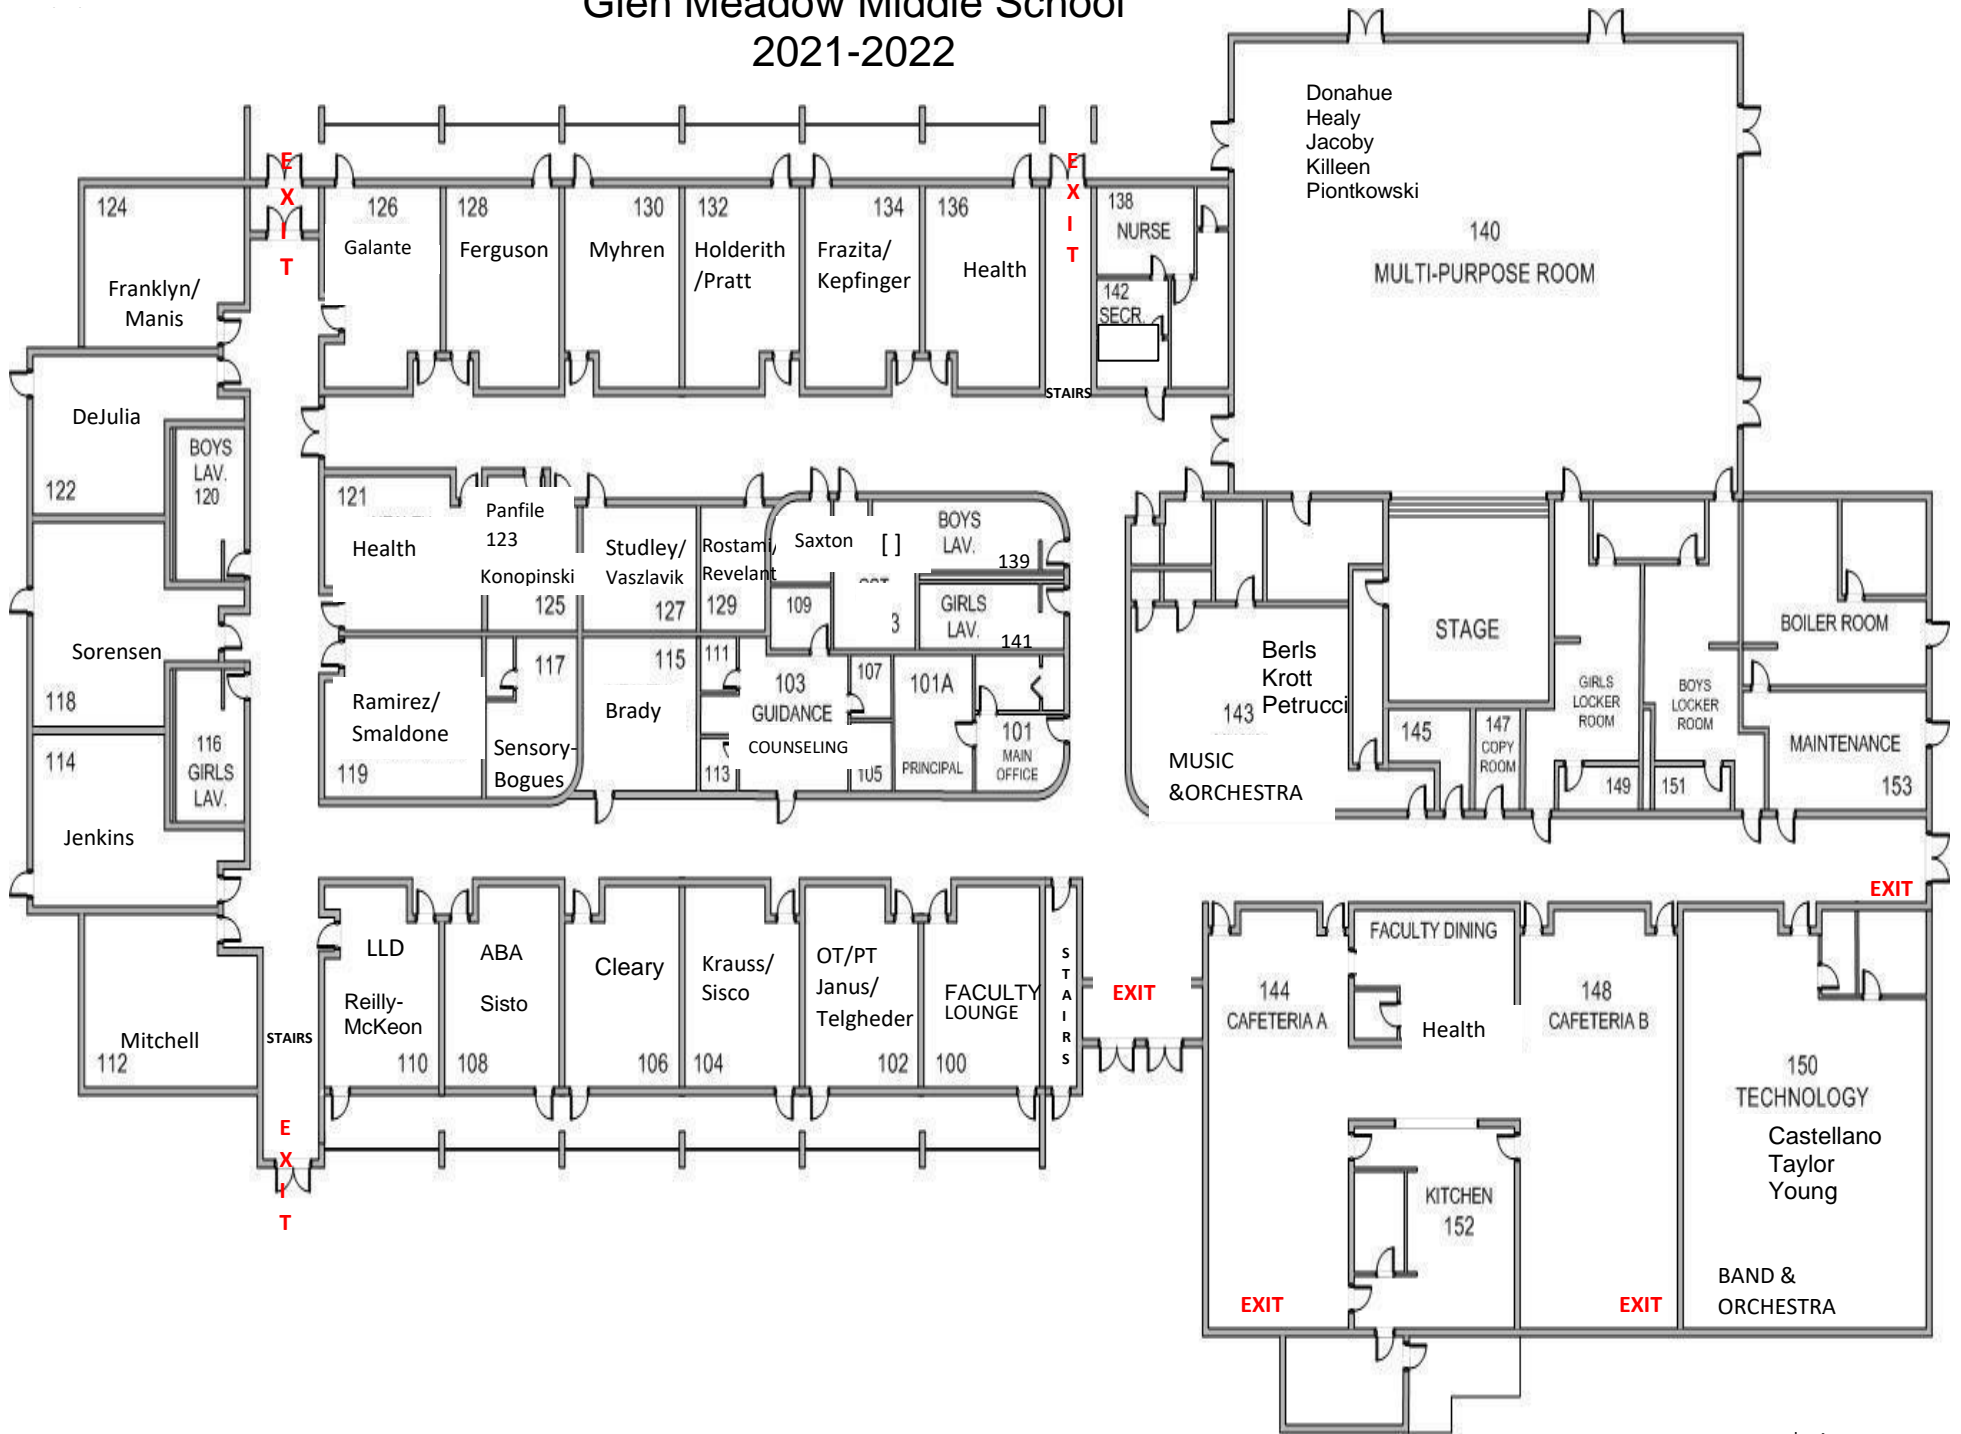 Glen Meadow Middle School
2021-2022
Donahue
Healy
Jacoby
Killeen
Piontkowski
140
MULTI-PURPOSE ROOM
E
X
I
T
E
X
I
T
124
Franklyn/
Manis
126
Galante
128
Ferguson
130
Myhren
132
Holderith
/Pratt
134
Frazita/
Kepfinger
136
Health
138
NURSE
142
SECR.
STAIRS
DeJulia
122
BOYS
LAV.
120
121
Health
Panfile
123
Konopinski
125
Studley/
Vaszlavik
127
Rostami/
Revelant
129
Saxton
[ ]
BOYS
LAV.
139
109
3
GIRLS
LAV.
141
Sorensen
118
116
GIRLS
LAV.
114
Jenkins
Ramirez/
Smaldone
119
117
Sensory-
Bogues
115
Brady
111
103
GUIDANCE
COUNSELING
113
107
105
101A
PRINCIPAL
101
MAIN
OFFICE
Berls
Krott
Petrucci
143
MUSIC
&ORCHESTRA
STAGE
145
147
COPY
ROOM
GIRLS
LOCKER
ROOM
BOYS
LOCKER
ROOM
149
151
BOILER ROOM
MAINTENANCE
153
EXIT
Mitchell
112
STAIRS
E
X
I
T
LLD
Reilly-
McKeon
110
ABA
Sisto
108
Cleary
106
Krauss/
Sisco
104
OT/PT
Janus/
Telgheder
102
FACULTY
LOUNGE
100
S
T
A
I
R
S
EXIT
144
CAFETERIA A
EXIT
FACULTY DINING
Health
KITCHEN
152
148
CAFETERIA B
EXIT
150
TECHNOLOGY
Castellano
Taylor
Young
BAND &
ORCHESTRA